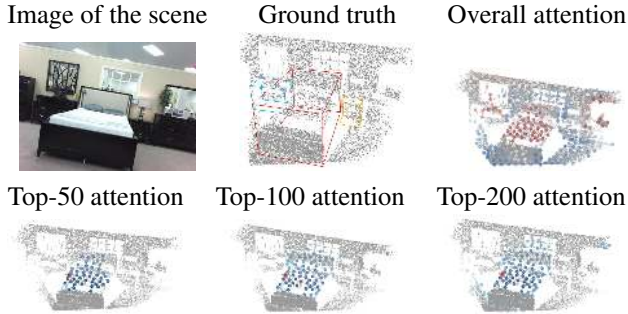 Image of the scene
Ground truth
Overall attention
Top-50 attention
Top-100 attention
Top-200 attention